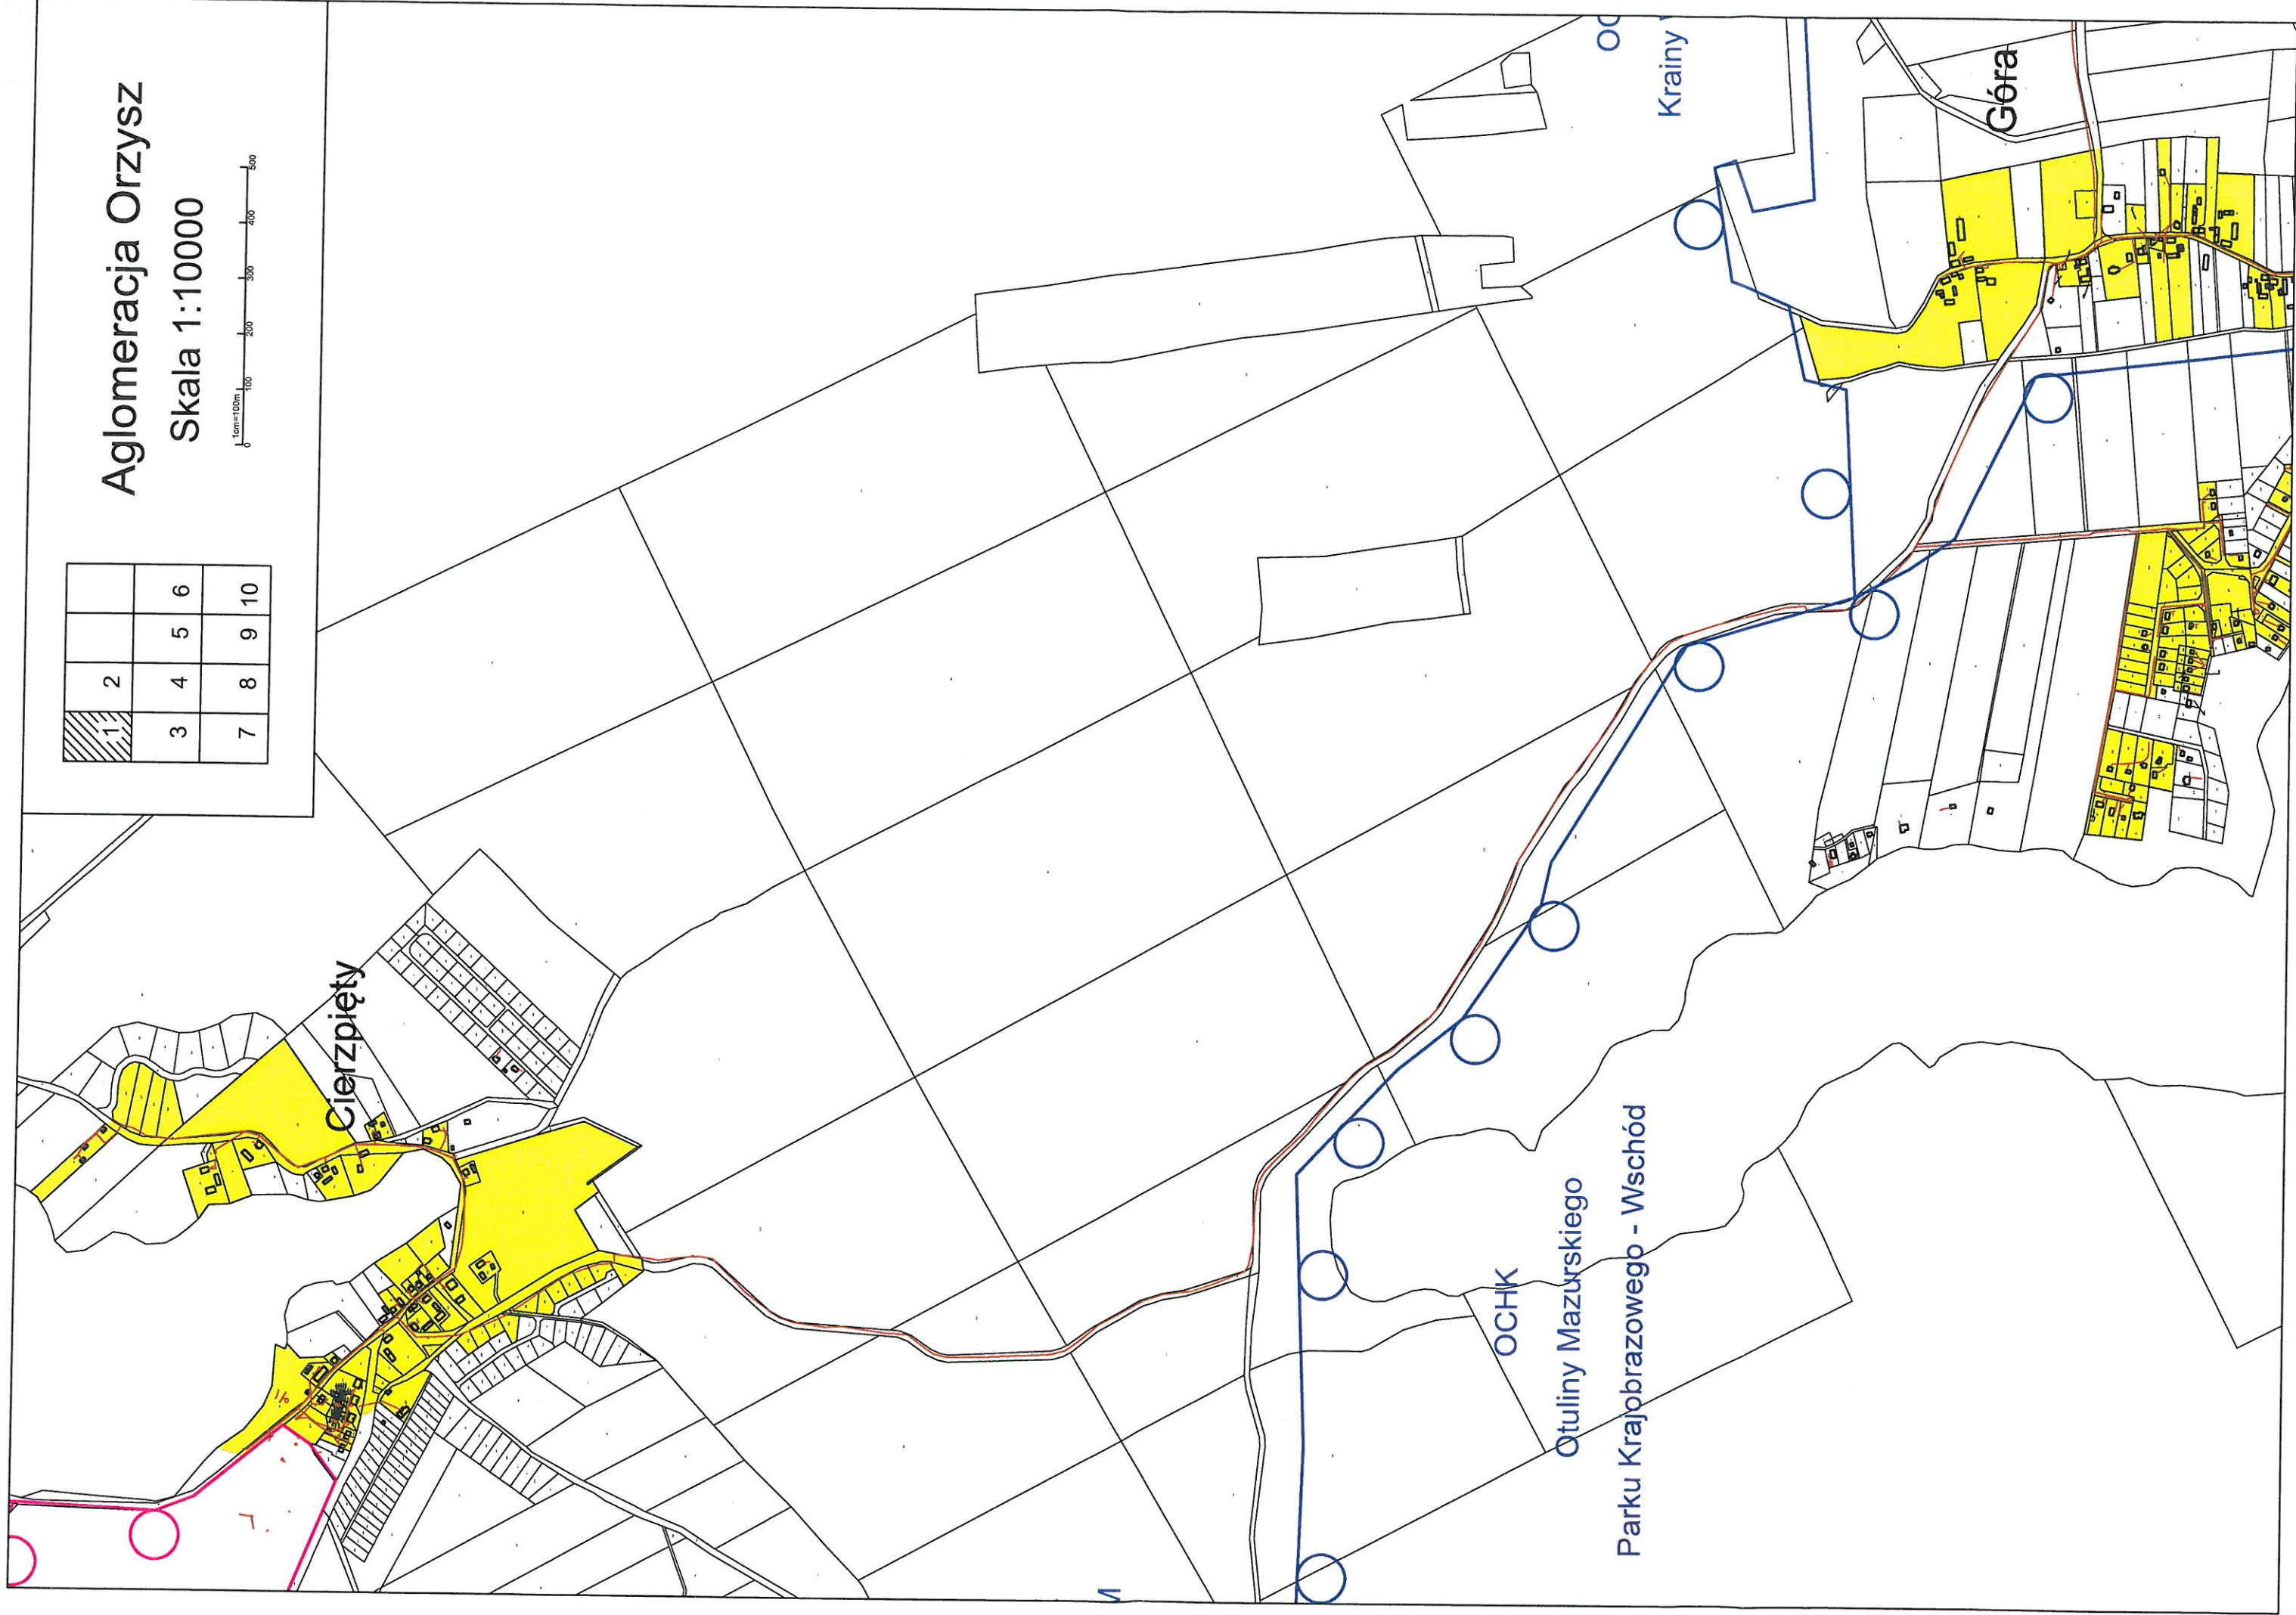 Aglomeracja Orzysz
Skala 1:10000
1cm=100m
0 100 200 300 400 500
1 2
3 4 5 6
7 8 9 10
Cierzpięty
Góra
Krainy
OCHK
Otuliny Mazurskiego
Parku Krajobrazowego - Wschód